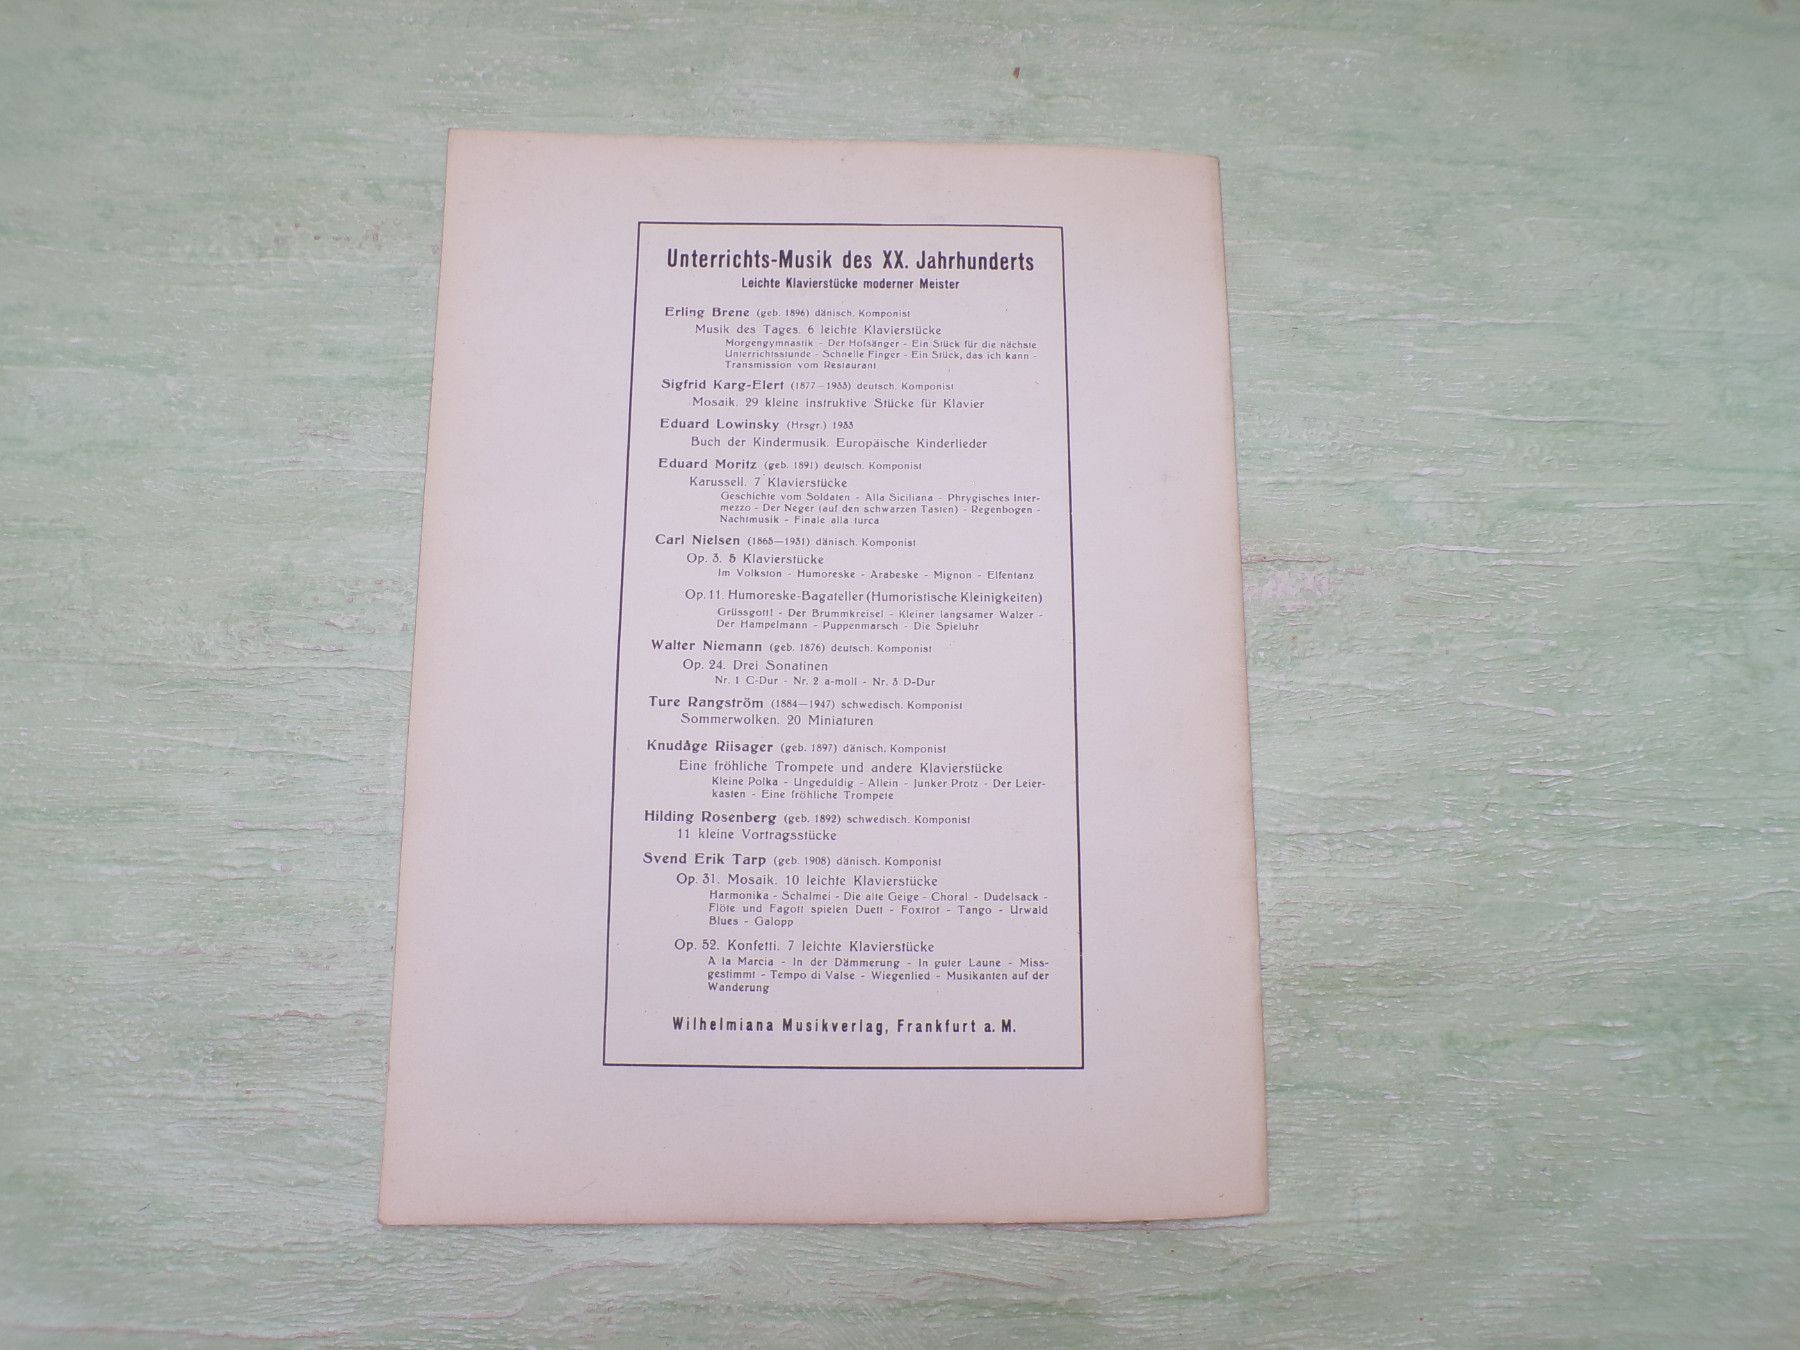 Unterrichts-Musik des XX. Jahrhunderts
Leichte Klavierstücke moderner Meister
Erling Brene (geb. 1896) dänisch. Komponist
Musik des Tages. 6 leichte Klavierstücke
Morgengymnastik - Der Hofsänger - Ein Stück für die nächste
Unterrichtsstunde - Schnelle Finger - Ein Stück, das ich kann -
Transmission vom Restaurant
Sigfrid Karg-Elert (1877—1933) deutsch. Komponist
Mosaik. 29 kleine instruktive Stücke für Klavier
Eduard Lowinsky (Hrsgr.) 1933
Buch der Kindermusik. Europäische Kinderlieder
Eduard Moritz (geb. 1891) deutsch. Komponist
Karussell. 7 Klavierstücke
Geschichte vom Soldaten - Alla Siciliana - Phrygisches Inter-
mezzo - Der Neger (auf den schwarzen Tasten) - Regenbogen -
Nachtmusik - Finale alla turca
Carl Nielsen (1865—1931) dänisch. Komponist
Op. 3. 5 Klavierstücke
Im Volkston - Humoreske - Arabeske - Mignon - Elfentanz
Op. 11. Humoreske-Bagateller (Humoristische Kleinigkeiten)
Grüssgott! - Der Brummkreisel - Kleiner langsamer Walzer -
Der Hampelmann - Puppenmarsch - Die Spieluhr
Walter Niemann (geb. 1876) deutsch. Komponist
Op. 24. Drei Sonatinen
Nr. 1 C-Dur - Nr. 2 a-moll - Nr. 3 D-Dur
Ture Rangström (1884—1947) schwedisch. Komponist
Sommerwolken. 20 Miniaturen
Knudåge Riisager (geb. 1897) dänisch. Komponist
Eine fröhliche Trompete und andere Klavierstücke
Kleine Polka - Ungeduldig - Allein - Junker Protz - Der Leier-
kasten - Eine fröhliche Trompete
Hilding Rosenberg (geb. 1892) schwedisch. Komponist
11 kleine Vortragsstücke
Svend Erik Tarp (geb. 1908) dänisch. Komponist
Op. 31. Mosaik. 10 leichte Klavierstücke
Harmonika - Schalmei - Die alte Geige - Choral - Dudelsack -
Flöte und Fagott spielen Duett - Foxtrot - Tango - Urwald
Blues - Galopp
Op. 52. Konfetti. 7 leichte Klavierstücke
A la Marcia - In der Dämmerung - In guter Laune - Miss-
gestimmt - Tempo di Valse - Wiegenlied - Musikanten auf der
Wanderung
Wilhelmiana Musikverlag, Frankfurt a. M.